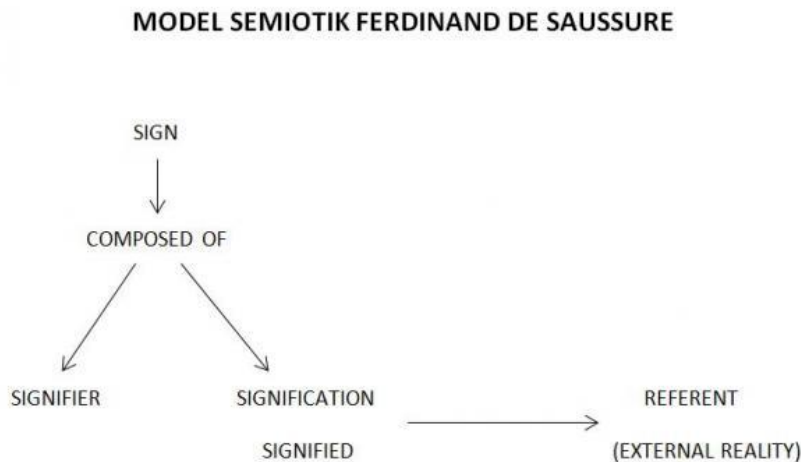 MODEL SEMIOTIK FERDINAND DE SAUSSURE
SIGN
COMPOSED OF
SIGNIFIER
SIGNIFICATION
REFERENT
SIGNIFIED
(EXTERNAL REALITY)